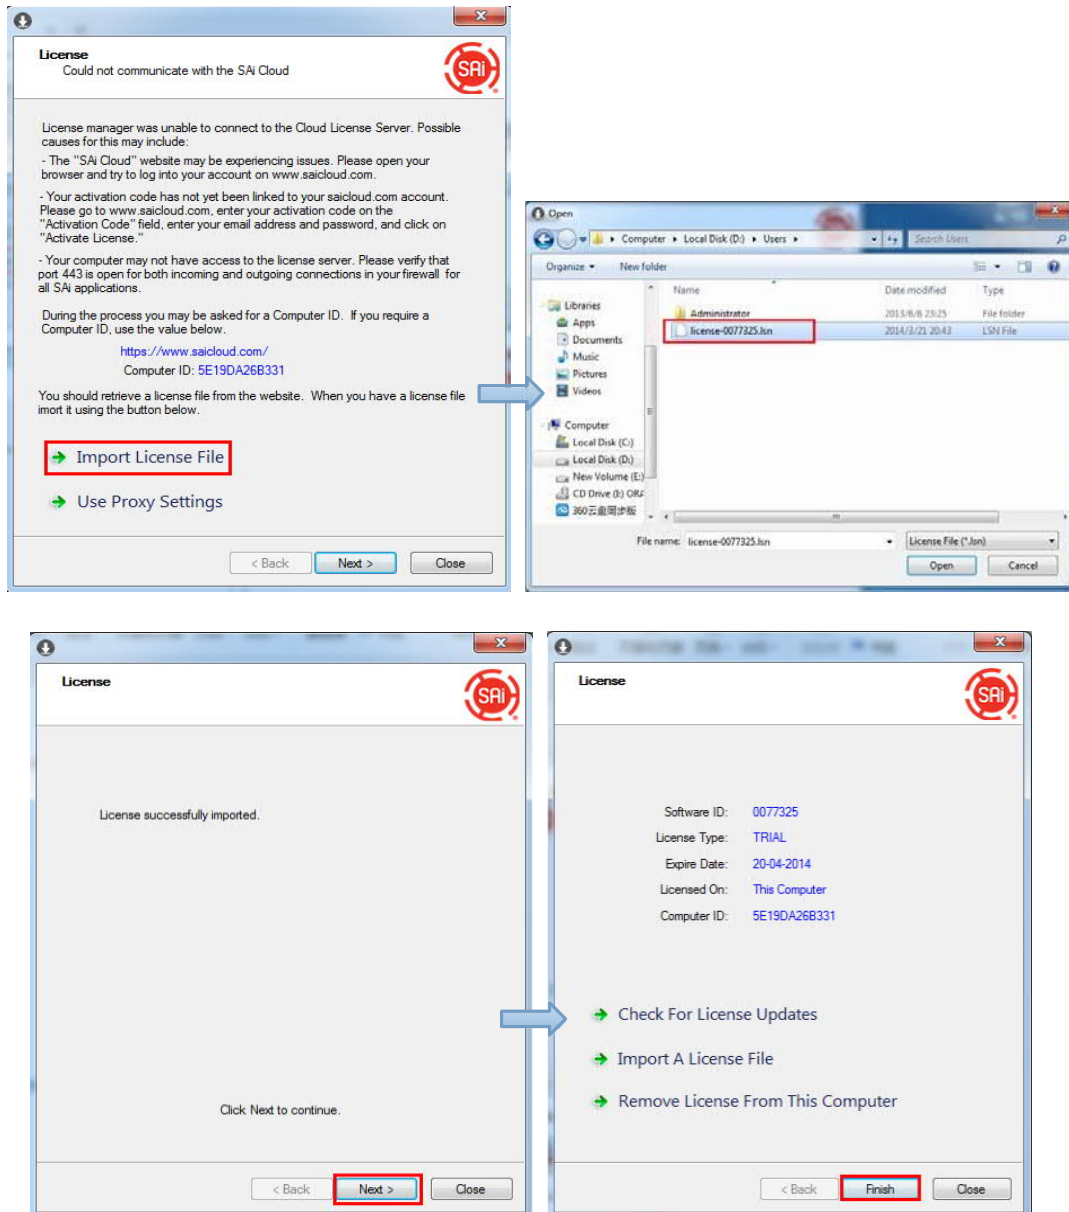 License
Could not communicate with the SAi Cloud
SAi
License manager was unable to connect to the Cloud License Server. Possible
causes for this may include:
- The "SAi Cloud" website may be experiencing issues. Please open your
browser and try to log into your account on www.saicloud.com.
- Your activation code has not yet been linked to your saicloud.com account.
Please go to www.saicloud.com, enter your activation code on the
"Activation Code" field, enter your email address and password, and click on
"Activate License."
- Your computer may not have access to the license server. Please verify that
port 443 is open for both incoming and outgoing connections in your firewall for
all SAi applications.
During the process you may be asked for a Computer ID. If you require a
Computer ID, use the value below.
https://www.saicloud.com/
Computer ID: 5E19DA26B331
You should retrieve a license file from the website. When you have a license file
imort it using the button below.
Import License File
Use Proxy Settings
< Back Next > Close
Open
Computer Local Disk (D:) Users
Search Users
Organize New folder
Name Date modified Type
Administrator 2013/6/6 23:25 File folder
license-0077325.lsn 2014/3/21 20:43 LSN File
Libraries
Apps
Documents
Music
Pictures
Videos
Computer
Local Disk (C:)
Local Disk (D:)
New Volume (E:)
CD Drive (I:) ORA
360云盘同步版
File name: license-0077325.lsn License File (*.lsn)
Open Cancel
License
SAi
License successfully imported.
Click Next to continue.
< Back Next > Close
License
SAi
Software ID: 0077325
License Type: TRIAL
Expire Date: 20-04-2014
Licensed On: This Computer
Computer ID: 5E19DA26B331
Check For License Updates
Import A License File
Remove License From This Computer
< Back Finish Close